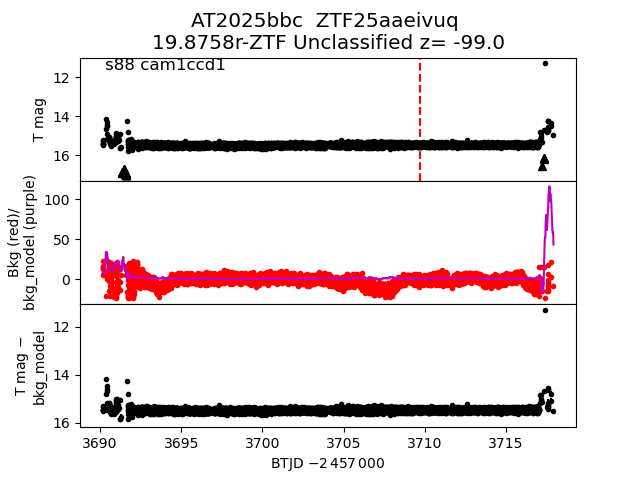 AT2025bbc ZTF25aaeivuq
19.8758r-ZTF Unclassified z= -99.0
s88 cam1ccd1
T mag
12
14
16
Bkg (red)/
bkg_model (purple)
100
50
0
T mag −
bkg_model
12
14
16
3690
3695
3700
3705
3710
3715
BTJD −2 457 000